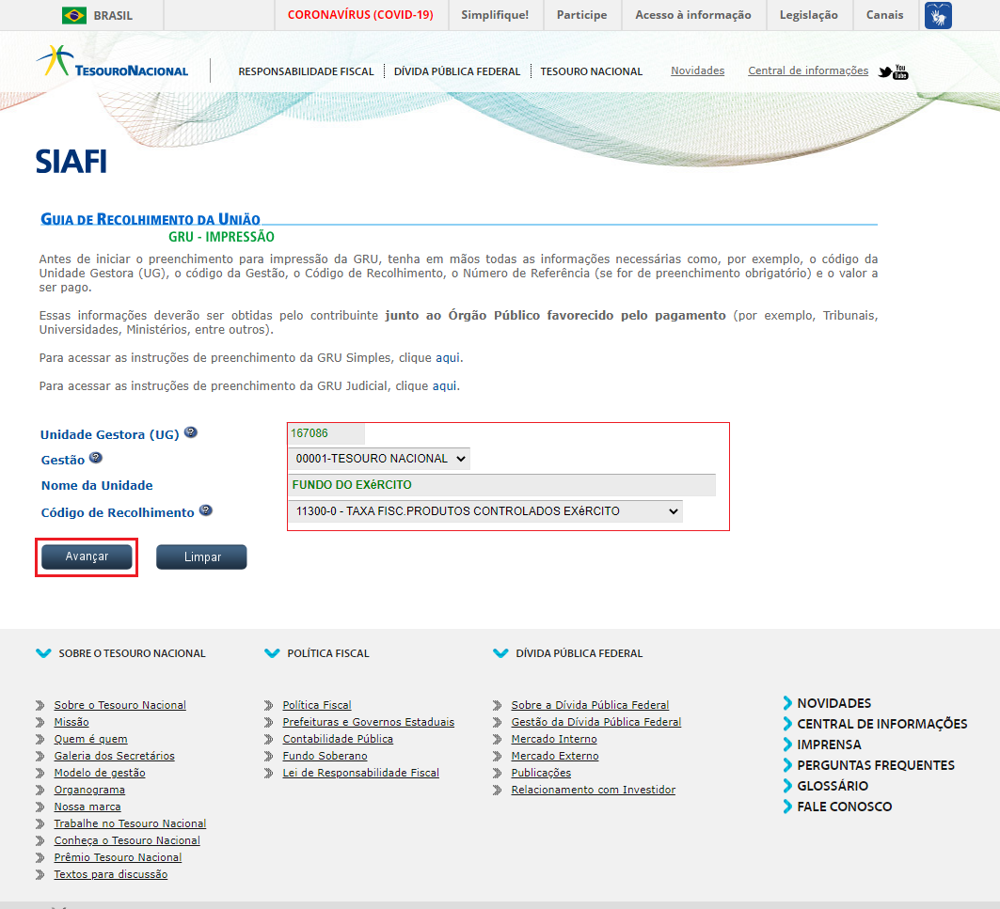 BRASIL
CORONAVÍRUS (COVID-19)
Simplifique!
Participe
Acesso à informação
Legislação
Canais
TESOURONACIONAL
RESPONSABILIDADE FISCAL
DÍVIDA PÚBLICA FEDERAL
TESOURO NACIONAL
Novidades
Central de informações
You Tube
SIAFI
GUIA DE RECOLHIMENTO DA UNIÃO
GRU - IMPRESSÃO
Antes de iniciar o preenchimento para impressão da GRU, tenha em mãos todas as informações necessárias como, por exemplo, o código da
Unidade Gestora (UG), o código da Gestão, o Código de Recolhimento, o Número de Referência (se for de preenchimento obrigatório) e o valor a
ser pago.
Essas informações deverão ser obtidas pelo contribuinte junto ao Órgão Público favorecido pelo pagamento (por exemplo, Tribunais,
Universidades, Ministérios, entre outros).
Para acessar as instruções de preenchimento da GRU Simples, clique aqui.
Para acessar as instruções de preenchimento da GRU Judicial, clique aqui.
Unidade Gestora (UG) ? 167086
Gestão ? 00001-TESOURO NACIONAL
Nome da Unidade FUNDO DO EXéRCITO
Código de Recolhimento ? 11300-0 - TAXA FISC.PRODUTOS CONTROLADOS EXéRCITO
Avançar
Limpar
SOBRE O TESOURO NACIONAL
Sobre o Tesouro Nacional
Missão
Quem é quem
Galeria dos Secretários
Modelo de gestão
Organograma
Nossa marca
Trabalhe no Tesouro Nacional
Conheça o Tesouro Nacional
Prêmio Tesouro Nacional
Textos para discussão
POLÍTICA FISCAL
Política Fiscal
Prefeituras e Governos Estaduais
Contabilidade Pública
Fundo Soberano
Lei de Responsabilidade Fiscal
DÍVIDA PÚBLICA FEDERAL
Sobre a Dívida Pública Federal
Gestão da Dívida Pública Federal
Mercado Interno
Mercado Externo
Publicações
Relacionamento com Investidor
NOVIDADES
CENTRAL DE INFORMAÇÕES
IMPRENSA
PERGUNTAS FREQUENTES
GLOSSÁRIO
FALE CONOSCO